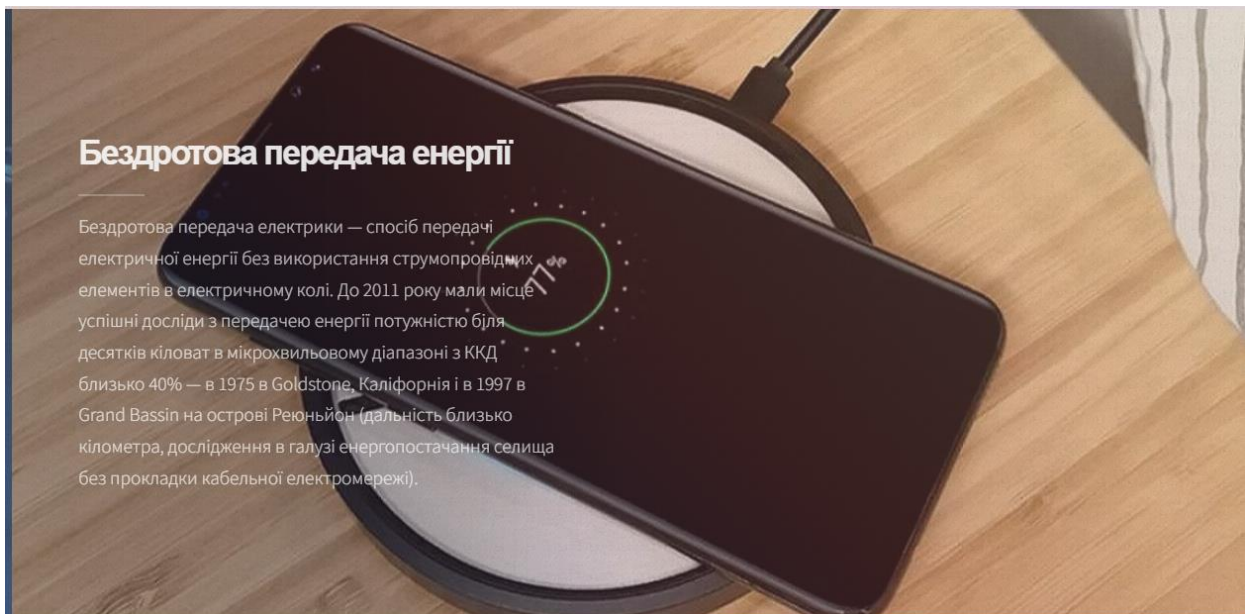 Бездротова передача енергії
Бездротова передача електрики — спосіб передачі
електричної енергії без використання струмопровідних
елементів в електричному колі. До 2011 року мали місце
успішні досліди з передачею енергії потужністю біля
десятків кіловат в мікрохвильовому діапазоні з ККД
близько 40% — в 1975 в Goldstone, Каліфорнія і в 1997 в
Grand Bassin на острові Реюньйон (дальність близько
кілометра, дослідження в галузі енергопостачання селища
без прокладки кабельної електромережі).
77%